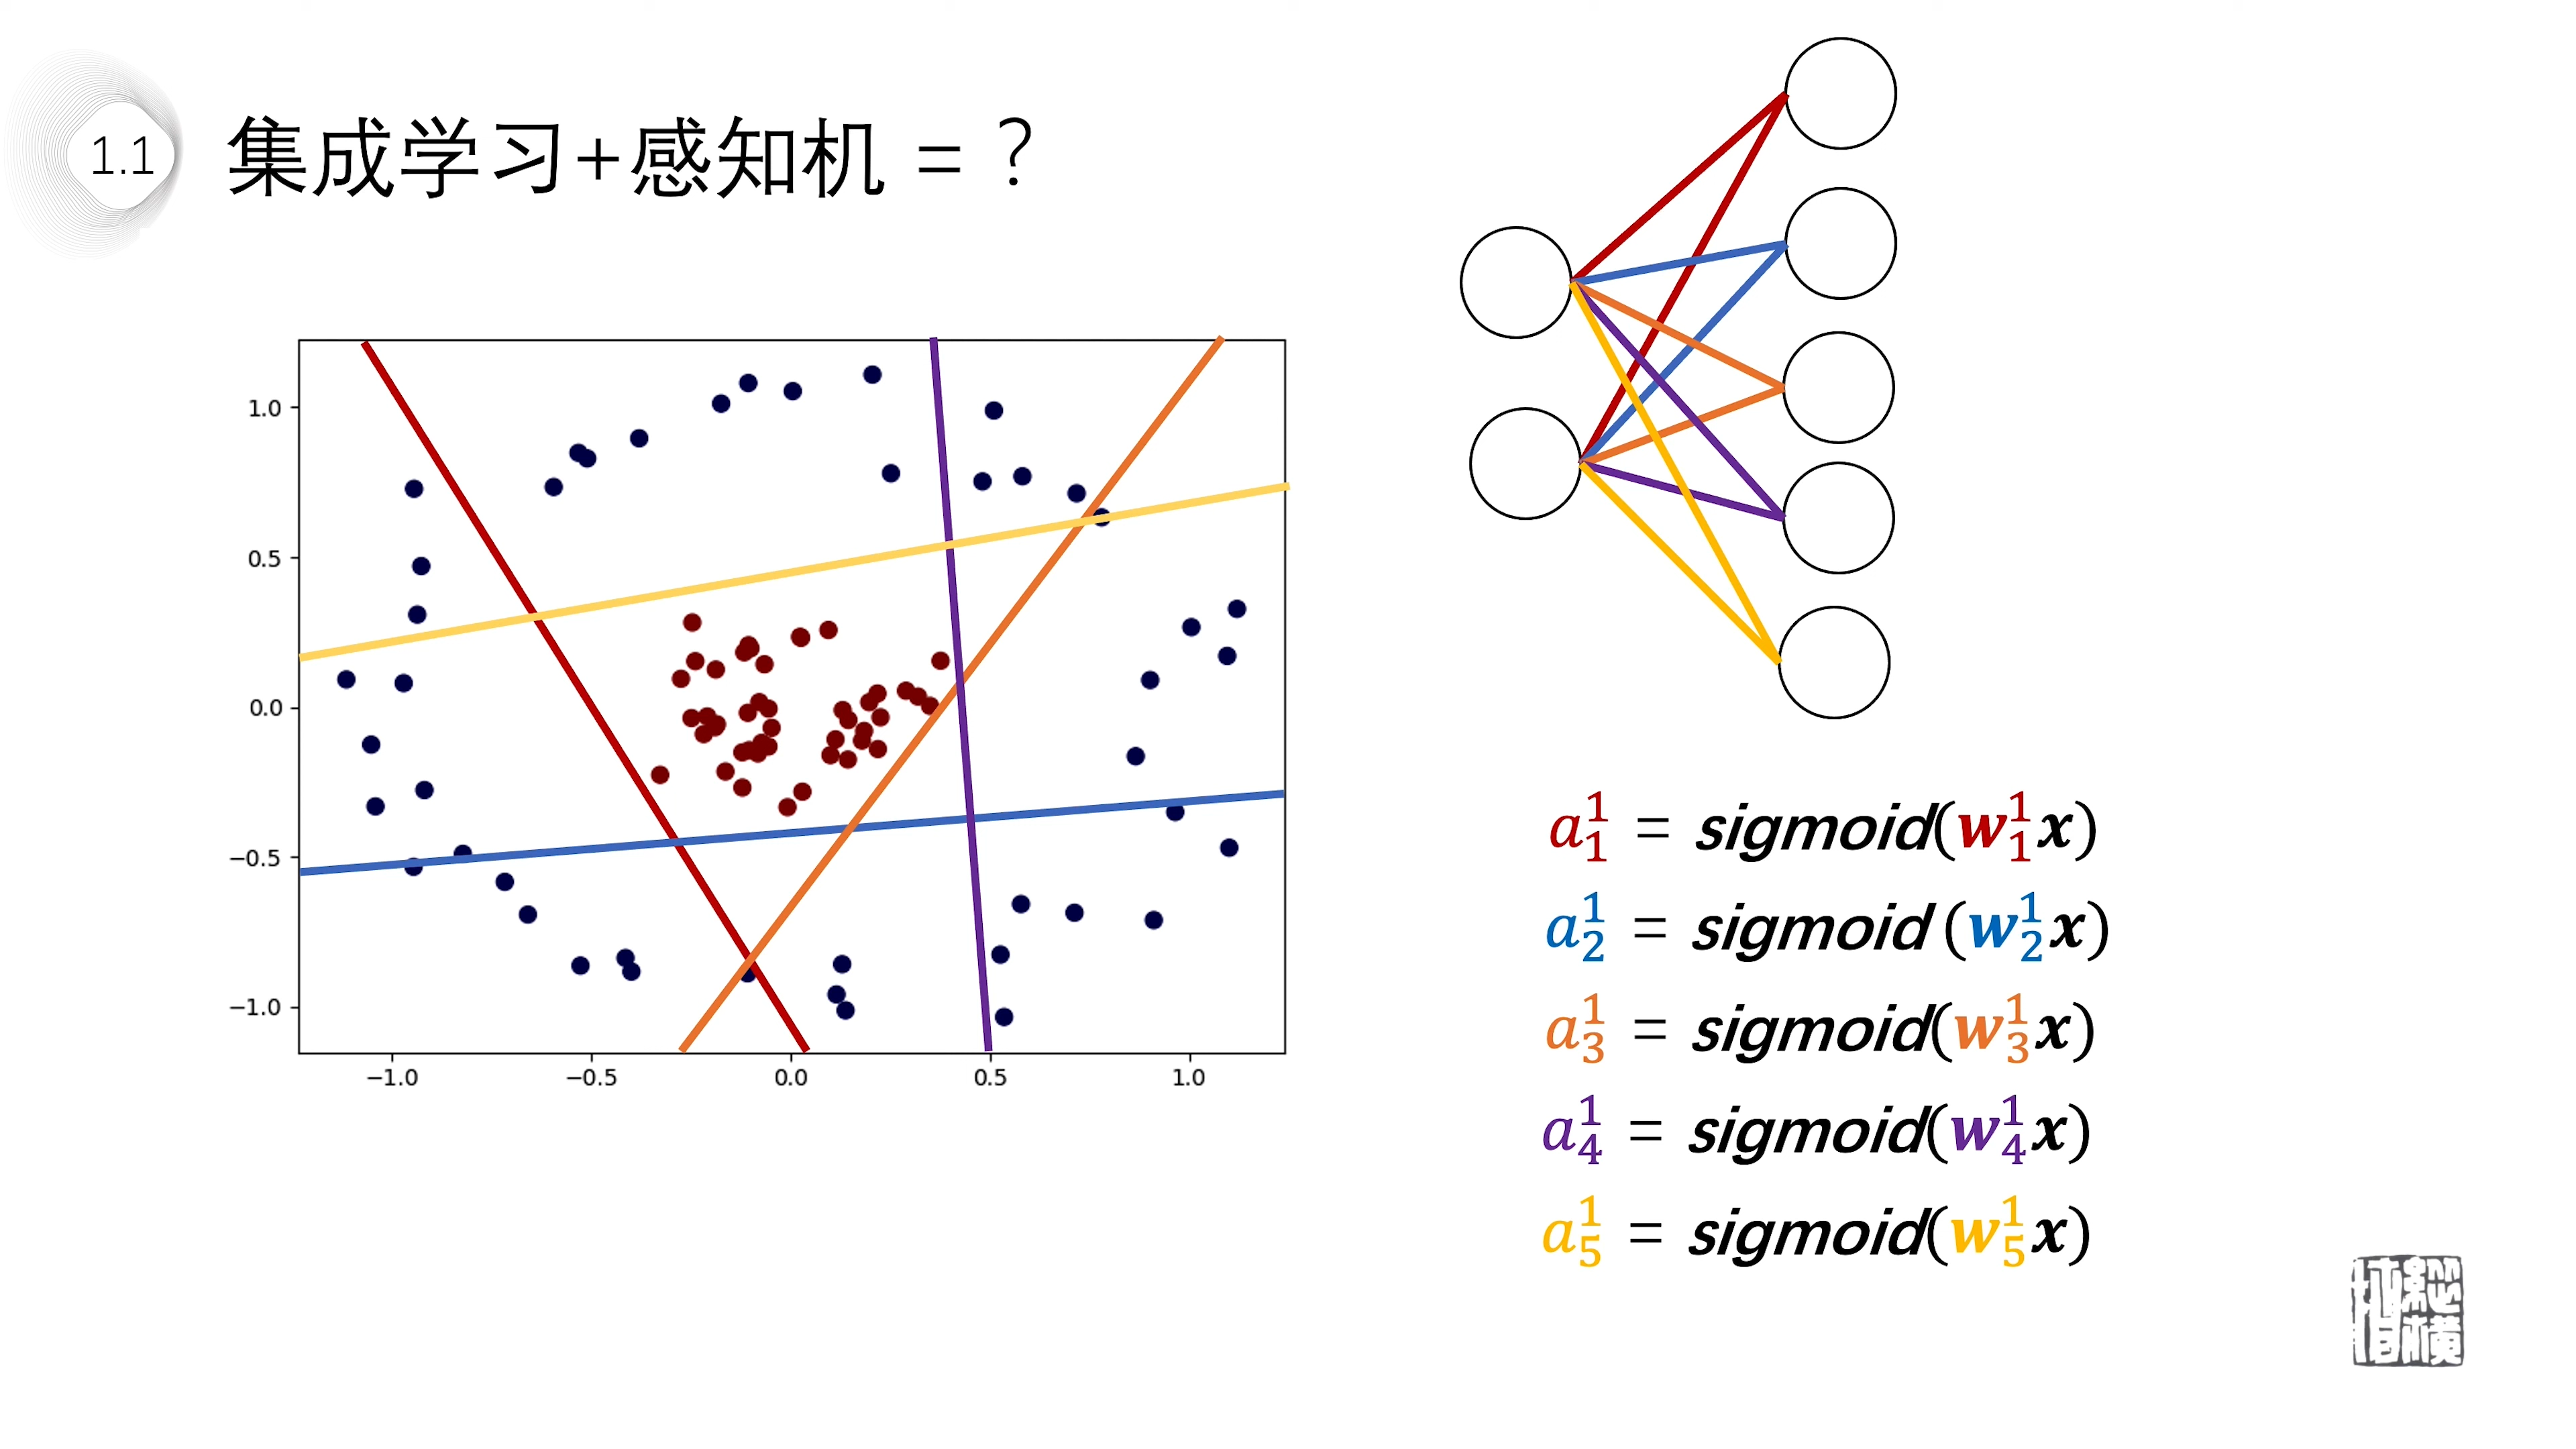 1.1
集成学习+感知机 = ?
1.0
0.5
0.0
−0.5
−1.0
−1.0 −0.5 0.0 0.5 1.0
a₁¹ = sigmoid(w₁¹x)
a₂¹ = sigmoid (w₂¹x)
a₃¹ = sigmoid(w₃¹x)
a₄¹ = sigmoid(w₄¹x)
a₅¹ = sigmoid(w₅¹x)